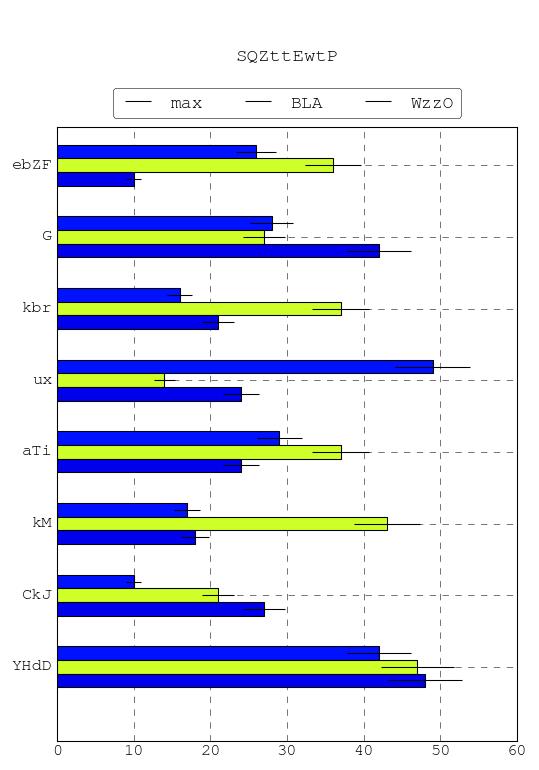 SQZttEwtP
max BLA WzzO
ebZF
G
kbr
ux
aTi
kM
CkJ
YHdD
0 10 20 30 40 50 60